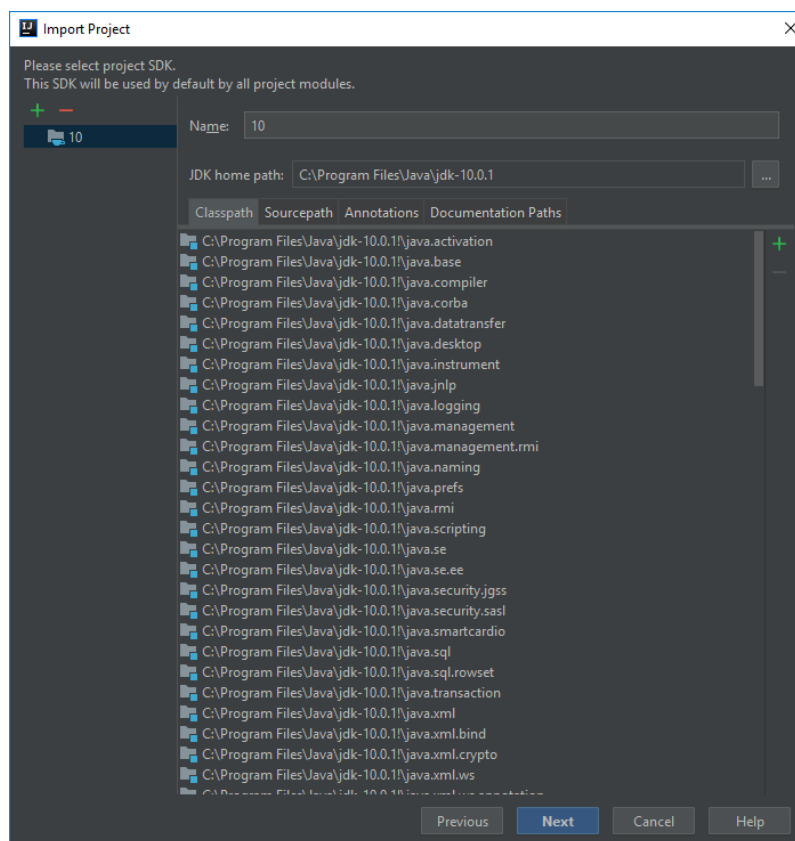 Import Project
Please select project SDK.
This SDK will be used by default by all project modules.
10
Name: 10
JDK home path: C:\Program Files\Java\jdk-10.0.1 ...
Classpath Sourcepath Annotations Documentation Paths
C:\Program Files\Java\jdk-10.0.1!\java.activation
C:\Program Files\Java\jdk-10.0.1!\java.base
C:\Program Files\Java\jdk-10.0.1!\java.compiler
C:\Program Files\Java\jdk-10.0.1!\java.corba
C:\Program Files\Java\jdk-10.0.1!\java.datatransfer
C:\Program Files\Java\jdk-10.0.1!\java.desktop
C:\Program Files\Java\jdk-10.0.1!\java.instrument
C:\Program Files\Java\jdk-10.0.1!\java.jnlp
C:\Program Files\Java\jdk-10.0.1!\java.logging
C:\Program Files\Java\jdk-10.0.1!\java.management
C:\Program Files\Java\jdk-10.0.1!\java.management.rmi
C:\Program Files\Java\jdk-10.0.1!\java.naming
C:\Program Files\Java\jdk-10.0.1!\java.prefs
C:\Program Files\Java\jdk-10.0.1!\java.rmi
C:\Program Files\Java\jdk-10.0.1!\java.scripting
C:\Program Files\Java\jdk-10.0.1!\java.se
C:\Program Files\Java\jdk-10.0.1!\java.se.ee
C:\Program Files\Java\jdk-10.0.1!\java.security.jgss
C:\Program Files\Java\jdk-10.0.1!\java.security.sasl
C:\Program Files\Java\jdk-10.0.1!\java.smartcardio
C:\Program Files\Java\jdk-10.0.1!\java.sql
C:\Program Files\Java\jdk-10.0.1!\java.sql.rowset
C:\Program Files\Java\jdk-10.0.1!\java.transaction
C:\Program Files\Java\jdk-10.0.1!\java.xml
C:\Program Files\Java\jdk-10.0.1!\java.xml.bind
C:\Program Files\Java\jdk-10.0.1!\java.xml.crypto
C:\Program Files\Java\jdk-10.0.1!\java.xml.ws
C:\Program Files\Java\jdk-10.0.1!\java.xml.ws.annotation
Previous Next Cancel Help